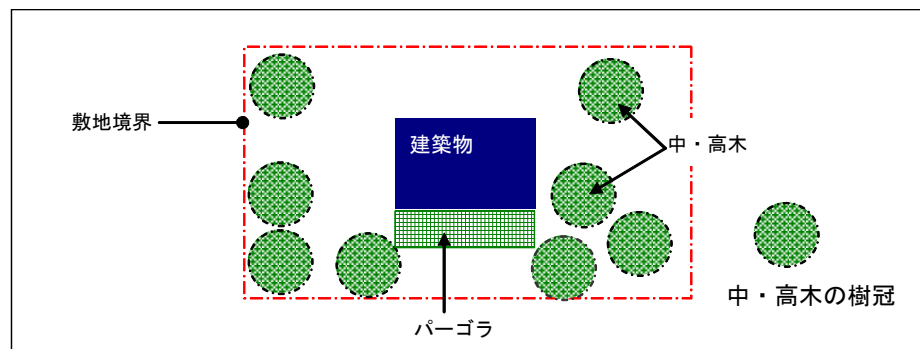 敷地境界
建築物
中・高木
中・高木の樹冠
パーゴラ